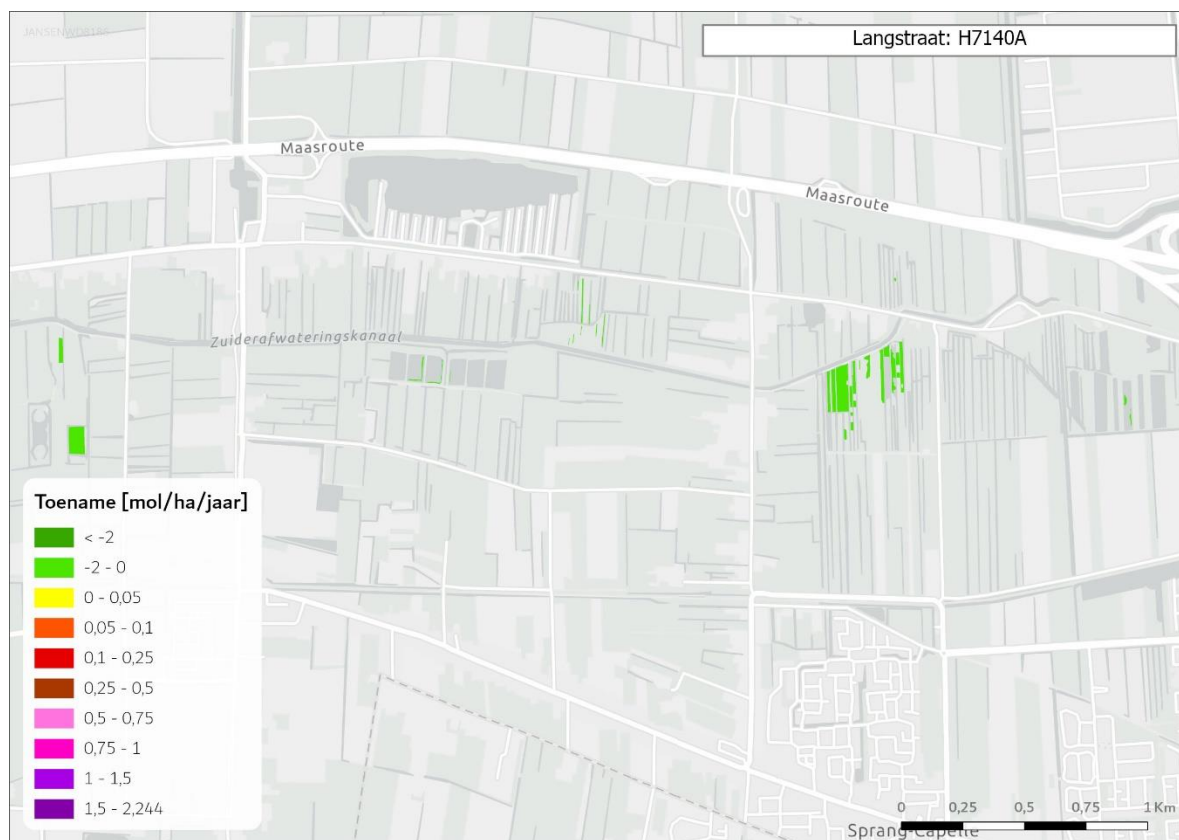 JANSENWD8186
Langstraat: H7140A
Maasroute
Maasroute
Zuiderafwateringskanaal
Toename [mol/ha/jaar]
< -2
-2 - 0
0 - 0,05
0,05 - 0,1
0,1 - 0,25
0,25 - 0,5
0,5 - 0,75
0,75 - 1
1 - 1,5
1,5 - 2,244
0 0,25 0,5 0,75 1 Km
Sprang-Capelle